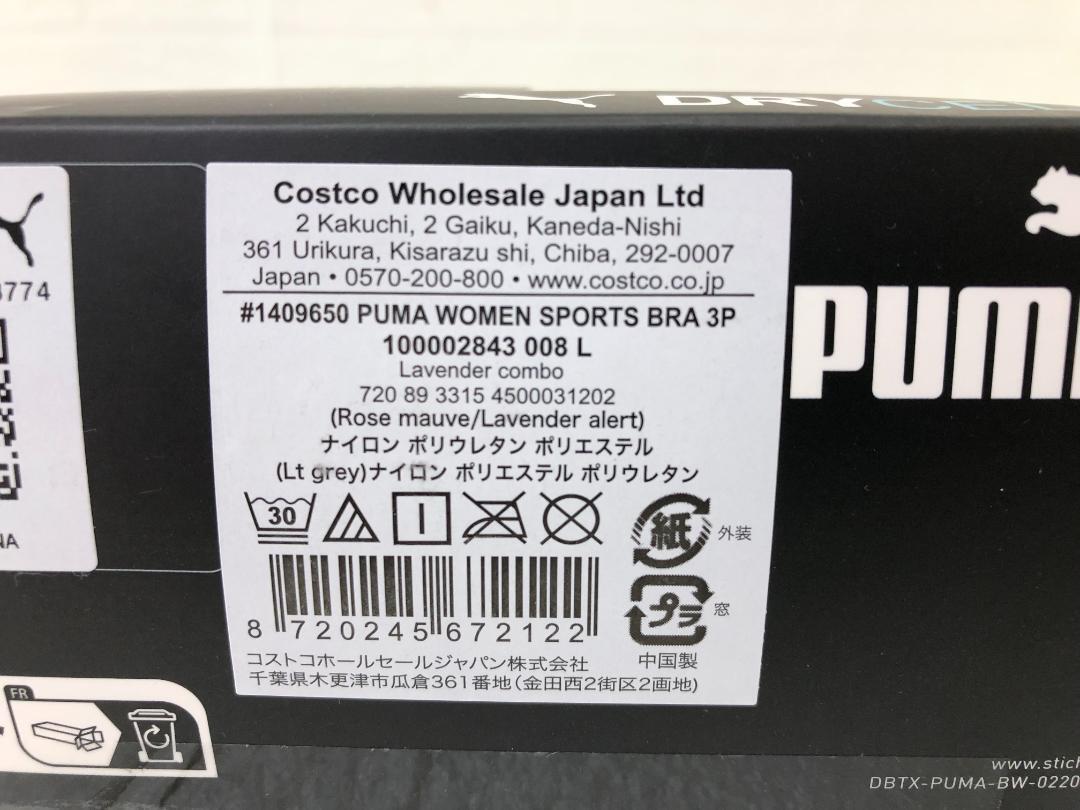 DRYCEL
Costco Wholesale Japan Ltd
2 Kakuchi, 2 Gaiku, Kaneda-Nishi
361 Urikura, Kisarazu shi, Chiba, 292-0007
Japan • 0570-200-800 • www.costco.co.jp
#1409650 PUMA WOMEN SPORTS BRA 3P
100002843 008 L
Lavender combo
720 89 3315 4500031202
(Rose mauve/Lavender alert)
ナイロン ポリウレタン ポリエステル
(Lt grey)ナイロン ポリエステル ポリウレタン
30
紙 外装
プラ 窓
8 720245 672122
中国製
コストコホールセールジャパン株式会社
千葉県木更津市瓜倉361番地(金田西2街区2画地)
774
NA
PUM
FR
www.stich
DBTX-PUMA-BW-0220